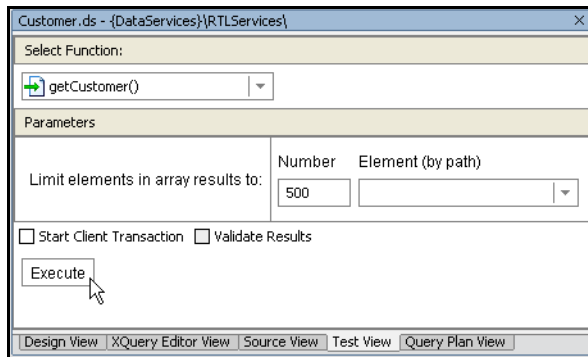 Customer.ds - {DataServices}\RTLServices\
Select Function:
getCustomer()
Parameters
Number Element (by path)
Limit elements in array results to:
500
Start Client Transaction Validate Results
Execute
Design View XQuery Editor View Source View Test View Query Plan View